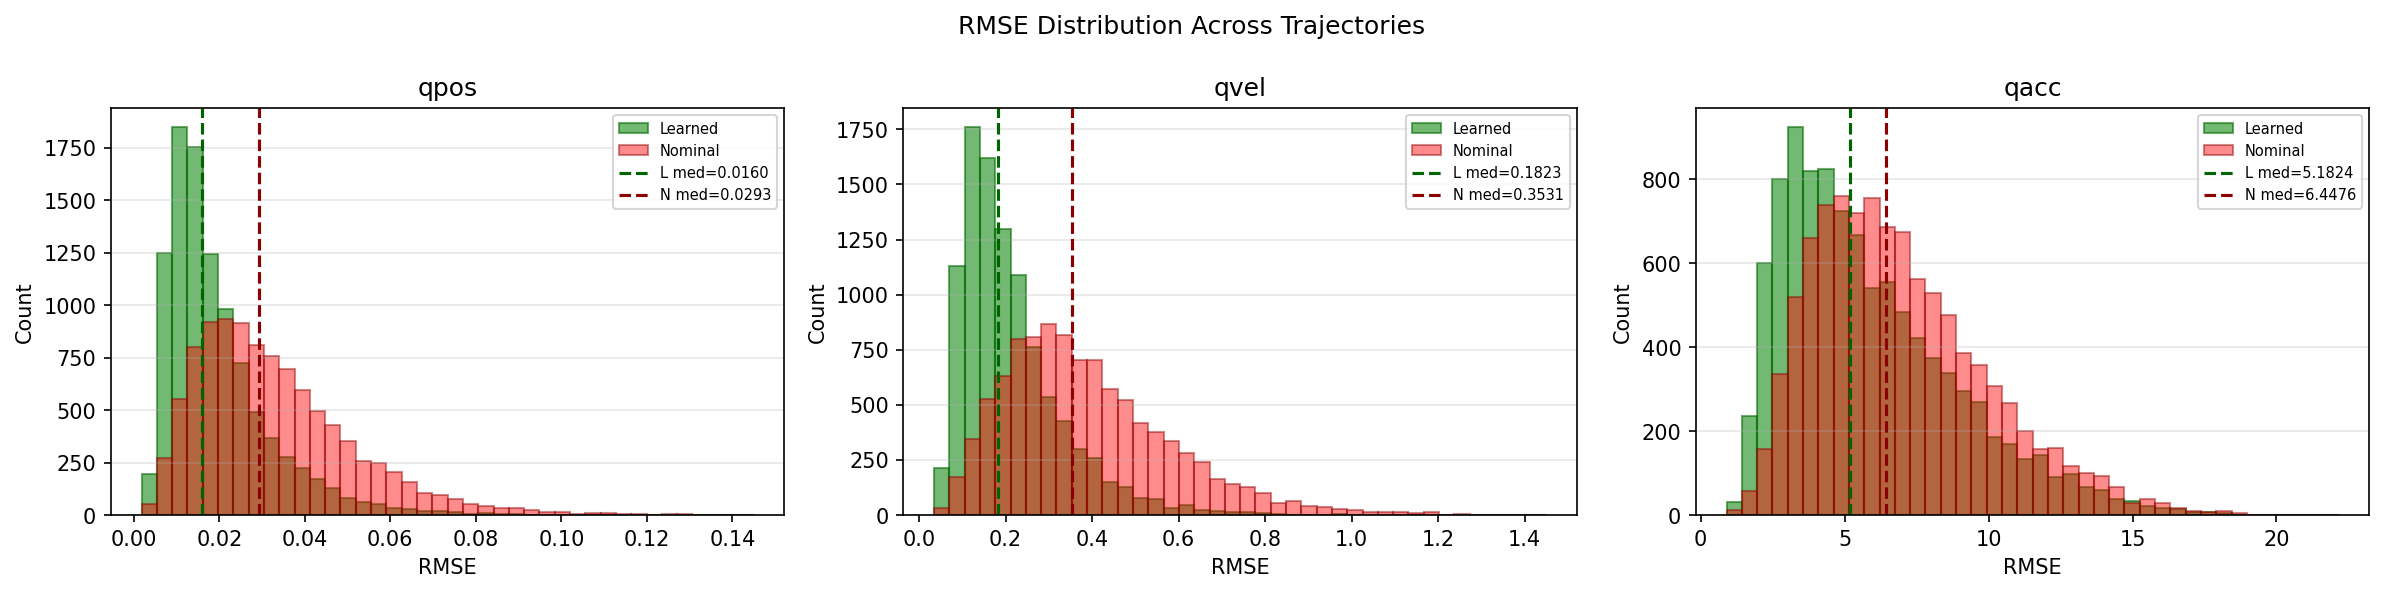 RMSE Distribution Across Trajectories
qpos
Count
1750
1500
1250
1000
750
500
250
0
Learned
Nominal
L med=0.0160
N med=0.0293
0.00 0.02 0.04 0.06 0.08 0.10 0.12 0.14
RMSE
qvel
Count
1750
1500
1250
1000
750
500
250
0
Learned
Nominal
L med=0.1823
N med=0.3531
0.0 0.2 0.4 0.6 0.8 1.0 1.2 1.4
RMSE
qacc
Count
800
600
400
200
0
Learned
Nominal
L med=5.1824
N med=6.4476
0 5 10 15 20
RMSE